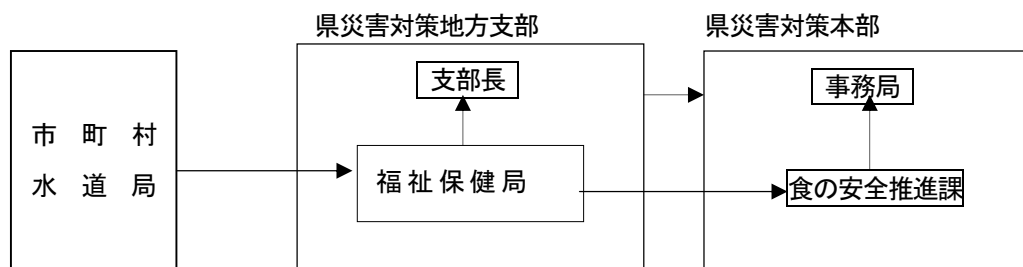 県災害対策地方支部
県災害対策本部
支部長
事務局
市町村
水道局
福祉保健局
食の安全推進課